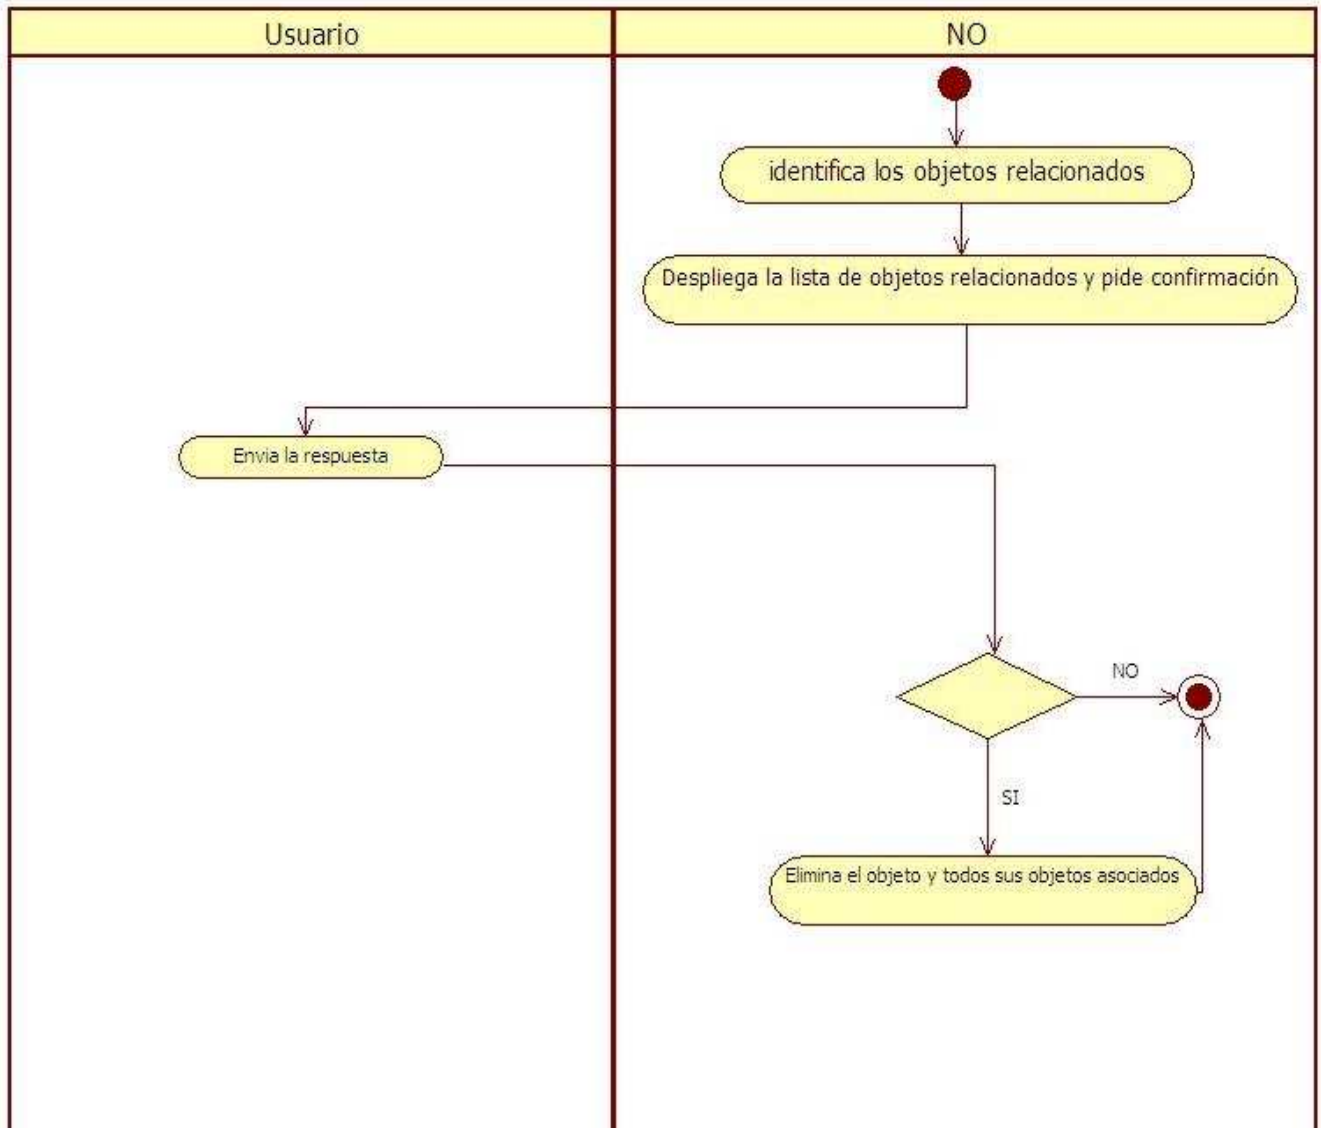 Usuario
NO
identifica los objetos relacionados
Despliega la lista de objetos relacionados y pide confirmación
Envia la respuesta
NO
SI
Elimina el objeto y todos sus objetos asociados